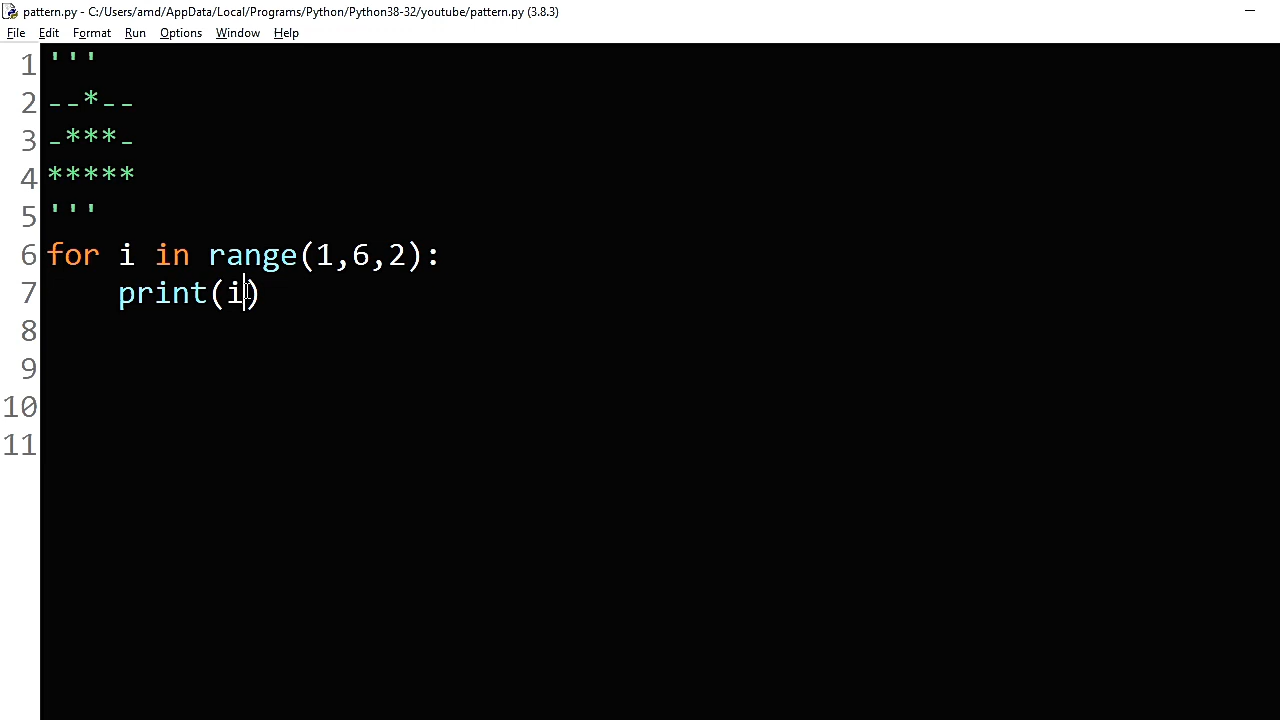 pattern.py - C:/Users/amd/AppData/Local/Programs/Python/Python38-32/youtube/pattern.py (3.8.3)
File Edit Format Run Options Window Help
1 '''
2 --*--
3 -***-
4 *****
5 '''
6 for i in range(1,6,2):
7     print(i)
8
9
10
11